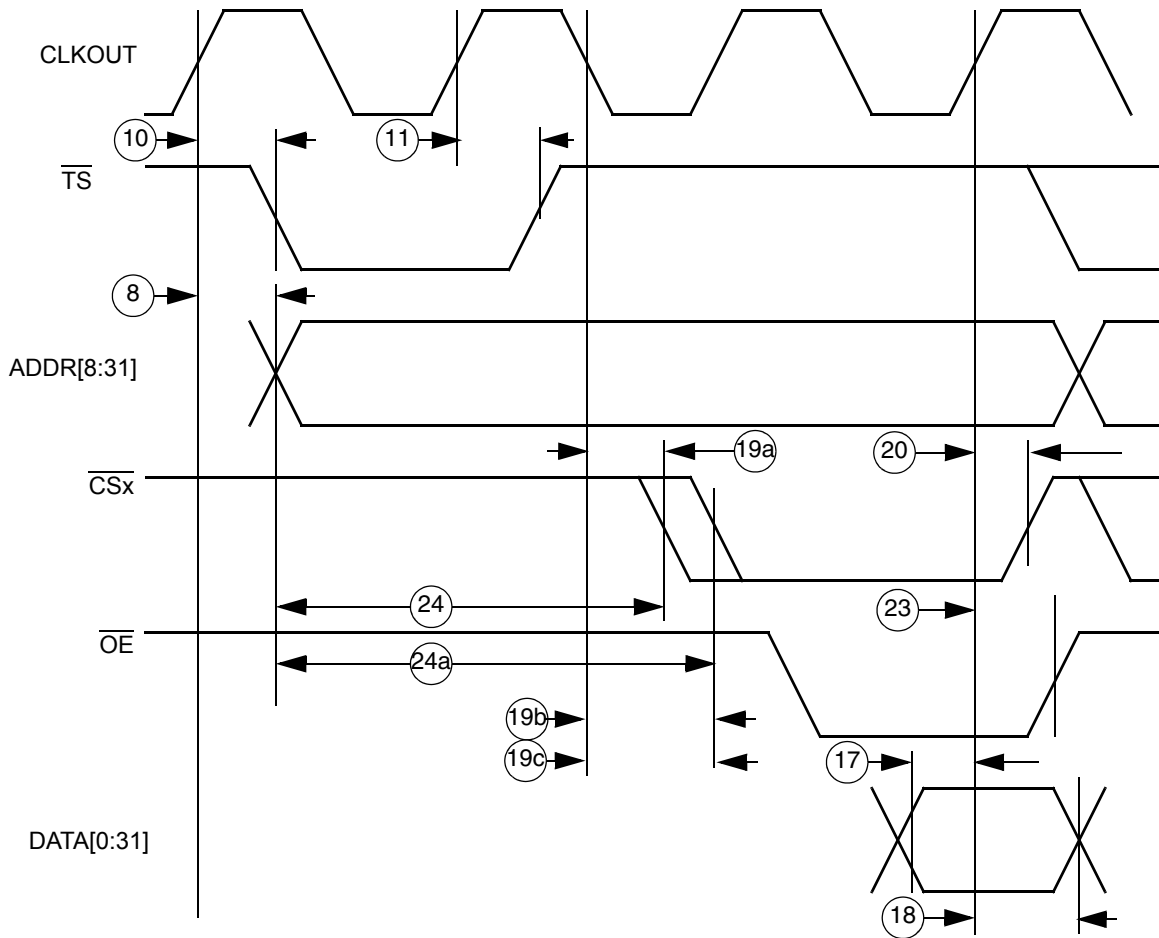 CLKOUT
10
11
TS
8
ADDR[8:31]
19a
20
CSx
24
23
OE
24a
19b
19c
17
DATA[0:31]
18